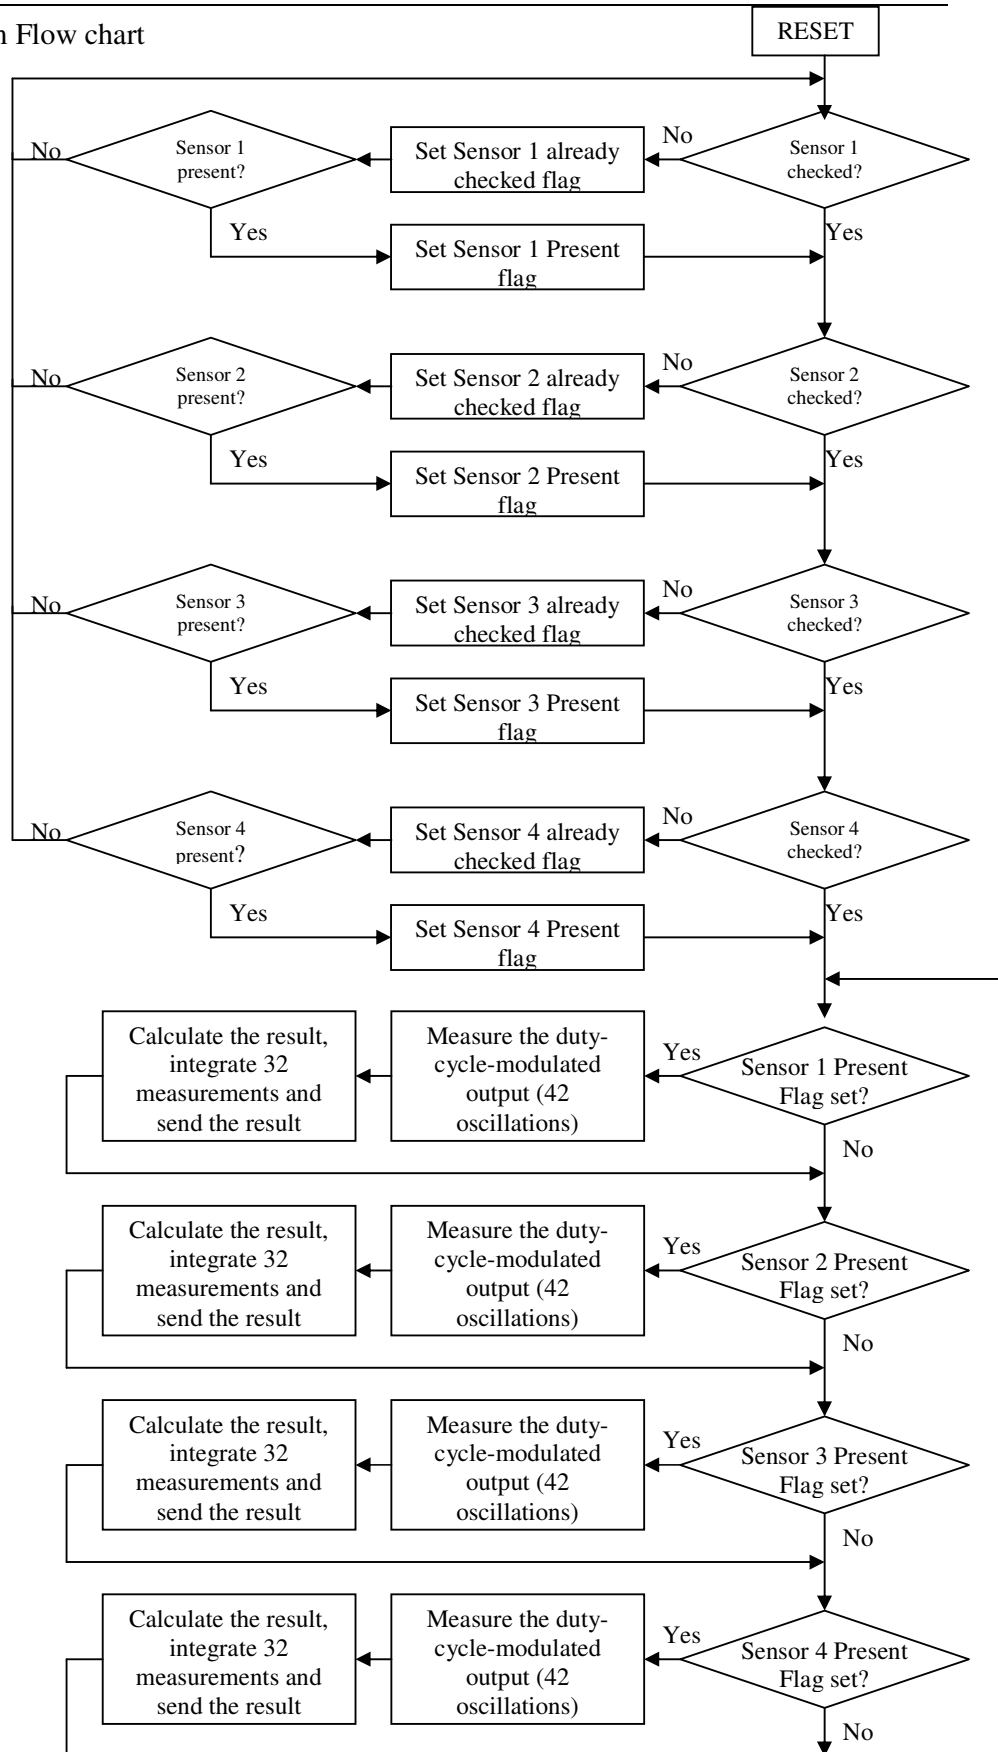 n Flow chart
RESET
No
Sensor 1
present?
Set Sensor 1 already
checked flag
No
Sensor 1
checked?
Yes
Set Sensor 1 Present
flag
Yes
No
Sensor 2
present?
Set Sensor 2 already
checked flag
No
Sensor 2
checked?
Yes
Set Sensor 2 Present
flag
Yes
No
Sensor 3
present?
Set Sensor 3 already
checked flag
No
Sensor 3
checked?
Yes
Set Sensor 3 Present
flag
Yes
No
Sensor 4
present?
Set Sensor 4 already
checked flag
No
Sensor 4
checked?
Yes
Set Sensor 4 Present
flag
Yes
Calculate the result,
integrate 32
measurements and
send the result
Measure the duty-
cycle-modulated
output (42
oscillations)
Yes
Sensor 1 Present
Flag set?
No
Calculate the result,
integrate 32
measurements and
send the result
Measure the duty-
cycle-modulated
output (42
oscillations)
Yes
Sensor 2 Present
Flag set?
No
Calculate the result,
integrate 32
measurements and
send the result
Measure the duty-
cycle-modulated
output (42
oscillations)
Yes
Sensor 3 Present
Flag set?
No
Calculate the result,
integrate 32
measurements and
send the result
Measure the duty-
cycle-modulated
output (42
oscillations)
Yes
Sensor 4 Present
Flag set?
No